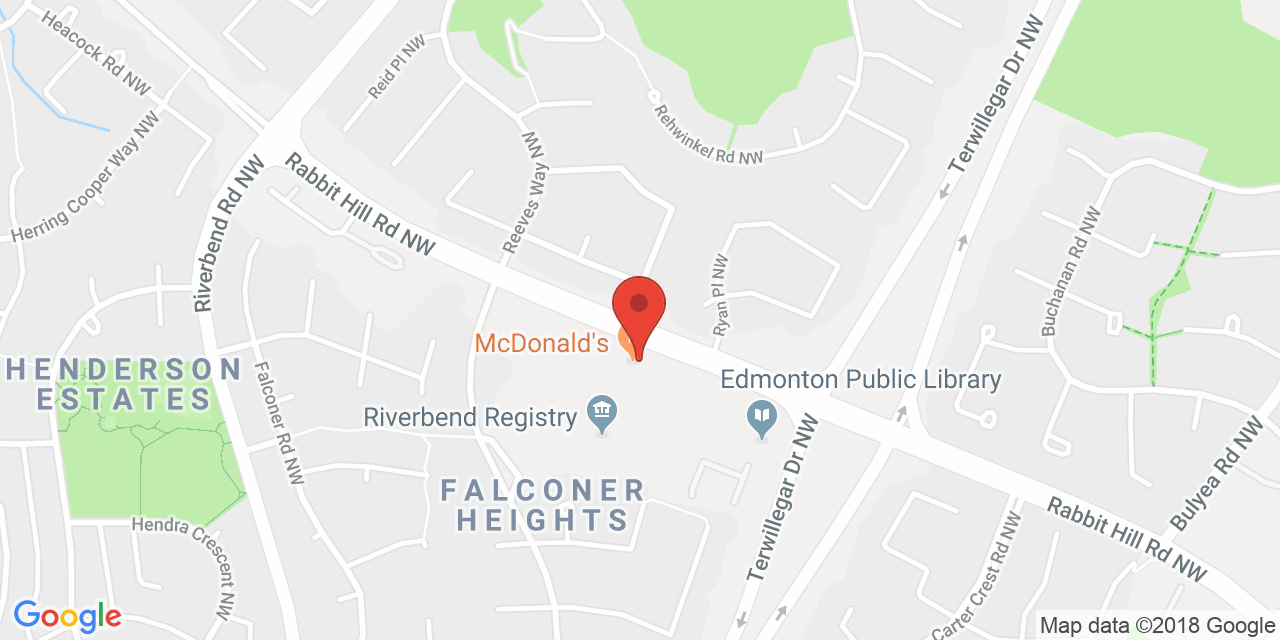 Heacock Rd NW
Reid Pl NW
Terwillegar Dr NW
Rehwinkel Rd NW
Herring Cooper Way NW
Rabbit Hill Rd NW
Reeves Way NW
Riverbend Rd NW
Buchanan Rd NW
Ryan Pl NW
McDonald's
HENDERSON
ESTATES
Edmonton Public Library
Falconer Rd NW
Riverbend Registry
Terwillegar Dr NW
Bulyea Rd NW
FALCONER
HEIGHTS
Hendra Crescent NW
Rabbit Hill Rd NW
Carter Crest Rd NW
Google
Map data ©2018 Google